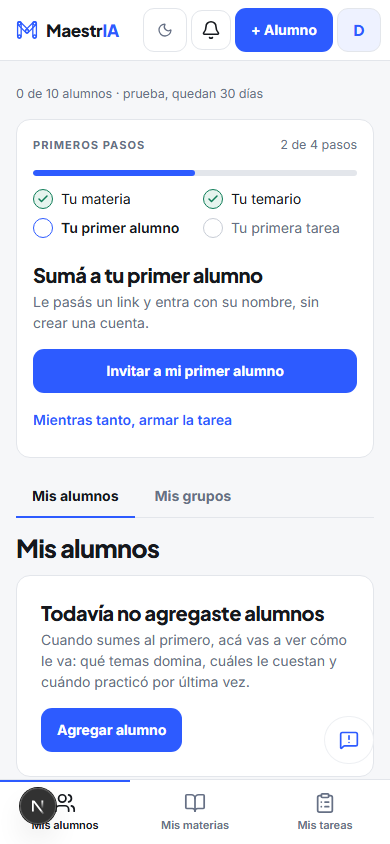 MaestrIA
+ Alumno
D
0 de 10 alumnos · prueba, quedan 30 días
PRIMEROS PASOS
2 de 4 pasos
Tu materia
Tu temario
Tu primer alumno
Tu primera tarea
Sumá a tu primer alumno
Le pasás un link y entra con su nombre, sin
crear una cuenta.
Invitar a mi primer alumno
Mientras tanto, armar la tarea
Mis alumnos
Mis grupos
Mis alumnos
Todavía no agregaste alumnos
Cuando sumes al primero, acá vas a ver cómo
le va: qué temas domina, cuáles le cuestan y
cuándo practicó por última vez.
Agregar alumno
N
Mis alumnos
Mis materias
Mis tareas